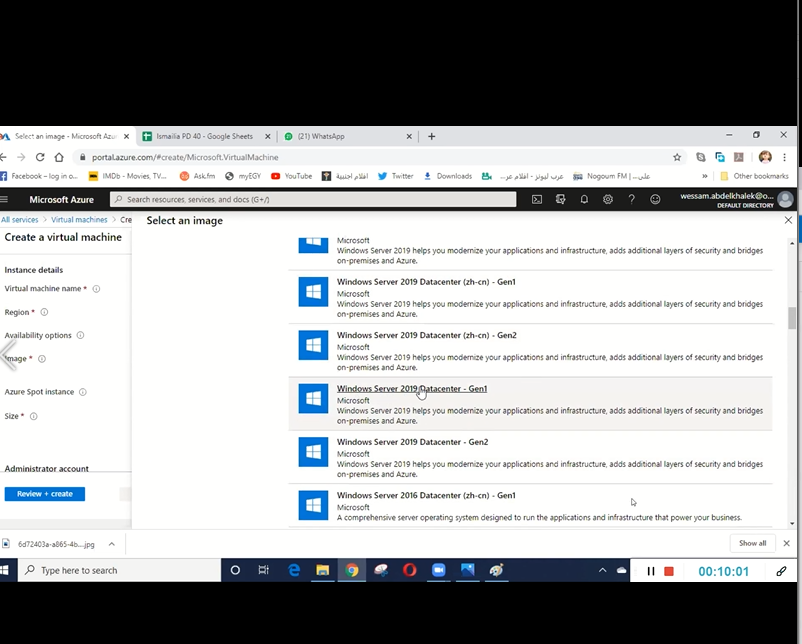 Select an image - Microsoft Azu
Ismailia PD 40 - Google Sheets
(21) WhatsApp
portal.azure.com/#create/Microsoft.VirtualMachine
Facebook – log in o...
IMDb - Movies, TV...
Ask.fm
myEGY
YouTube
افلام اجنبية
Twitter
Downloads
عرب ليونز - افلام عر...
Nogoum FM |...على
Other bookmarks
Microsoft Azure
Search resources, services, and docs (G+/)
wessam.abdelkhalek@o...
DEFAULT DIRECTORY
All services > Virtual machines > Cre
Create a virtual machine
Select an image
Instance details
Virtual machine name *
Region *
Availability options
Image *
Azure Spot instance
Size *
Administrator account
Review + create
Microsoft
Windows Server 2019 helps you modernize your applications and infrastructure, adds additional layers of security and bridges
on-premises and Azure.
Windows Server 2019 Datacenter (zh-cn) - Gen1
Microsoft
Windows Server 2019 helps you modernize your applications and infrastructure, adds additional layers of security and bridges
on-premises and Azure.
Windows Server 2019 Datacenter (zh-cn) - Gen2
Microsoft
Windows Server 2019 helps you modernize your applications and infrastructure, adds additional layers of security and bridges
on-premises and Azure.
Windows Server 2019 Datacenter - Gen1
Microsoft
Windows Server 2019 helps you modernize your applications and infrastructure, adds additional layers of security and bridges
on-premises and Azure.
Windows Server 2019 Datacenter - Gen2
Microsoft
Windows Server 2019 helps you modernize your applications and infrastructure, adds additional layers of security and bridges
on-premises and Azure.
Windows Server 2016 Datacenter (zh-cn) - Gen1
Microsoft
A comprehensive server operating system designed to run the applications and infrastructure that power your business.
6d72403a-a865-4b....jpg
Show all
Type here to search
00:10:01